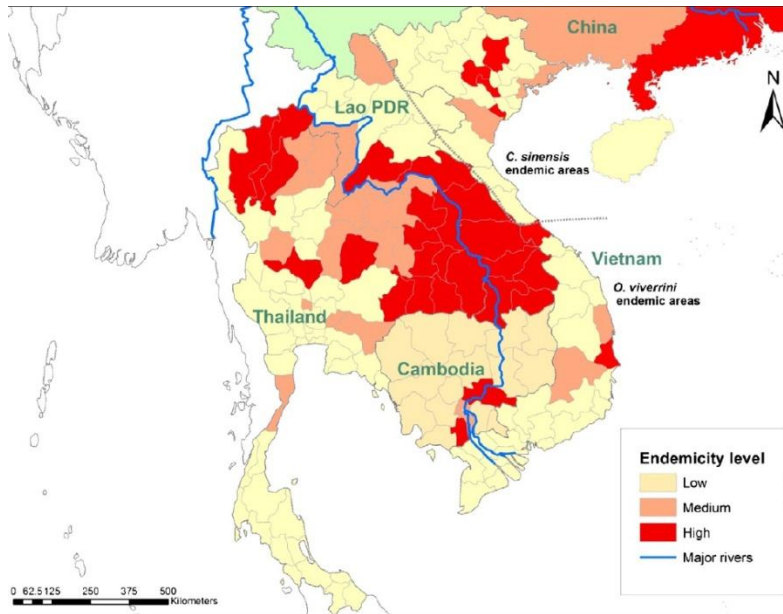 China
N
Lao PDR
C. sinensis
endemic areas
Vietnam
O. viverrini
endemic areas
Thailand
Cambodia
Endemicity level
Low
Medium
High
Major rivers
0 62.5 125 250 375 500
Kilometers